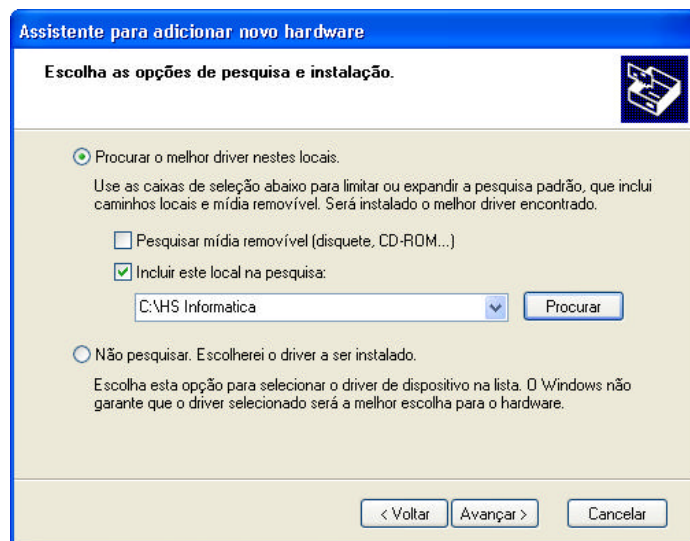 Assistente para adicionar novo hardware
Escolha as opções de pesquisa e instalação.
Procurar o melhor driver nestes locais.
Use as caixas de seleção abaixo para limitar ou expandir a pesquisa padrão, que inclui
caminhos locais e mídia removível. Será instalado o melhor driver encontrado.
Pesquisar mídia removível (disquete, CD-ROM...)
Incluir este local na pesquisa:
C:\HS Informatica
Procurar
Não pesquisar. Escolherei o driver a ser instalado.
Escolha esta opção para selecionar o driver de dispositivo na lista. O Windows não
garante que o driver selecionado será a melhor escolha para o hardware.
< Voltar
Avançar >
Cancelar